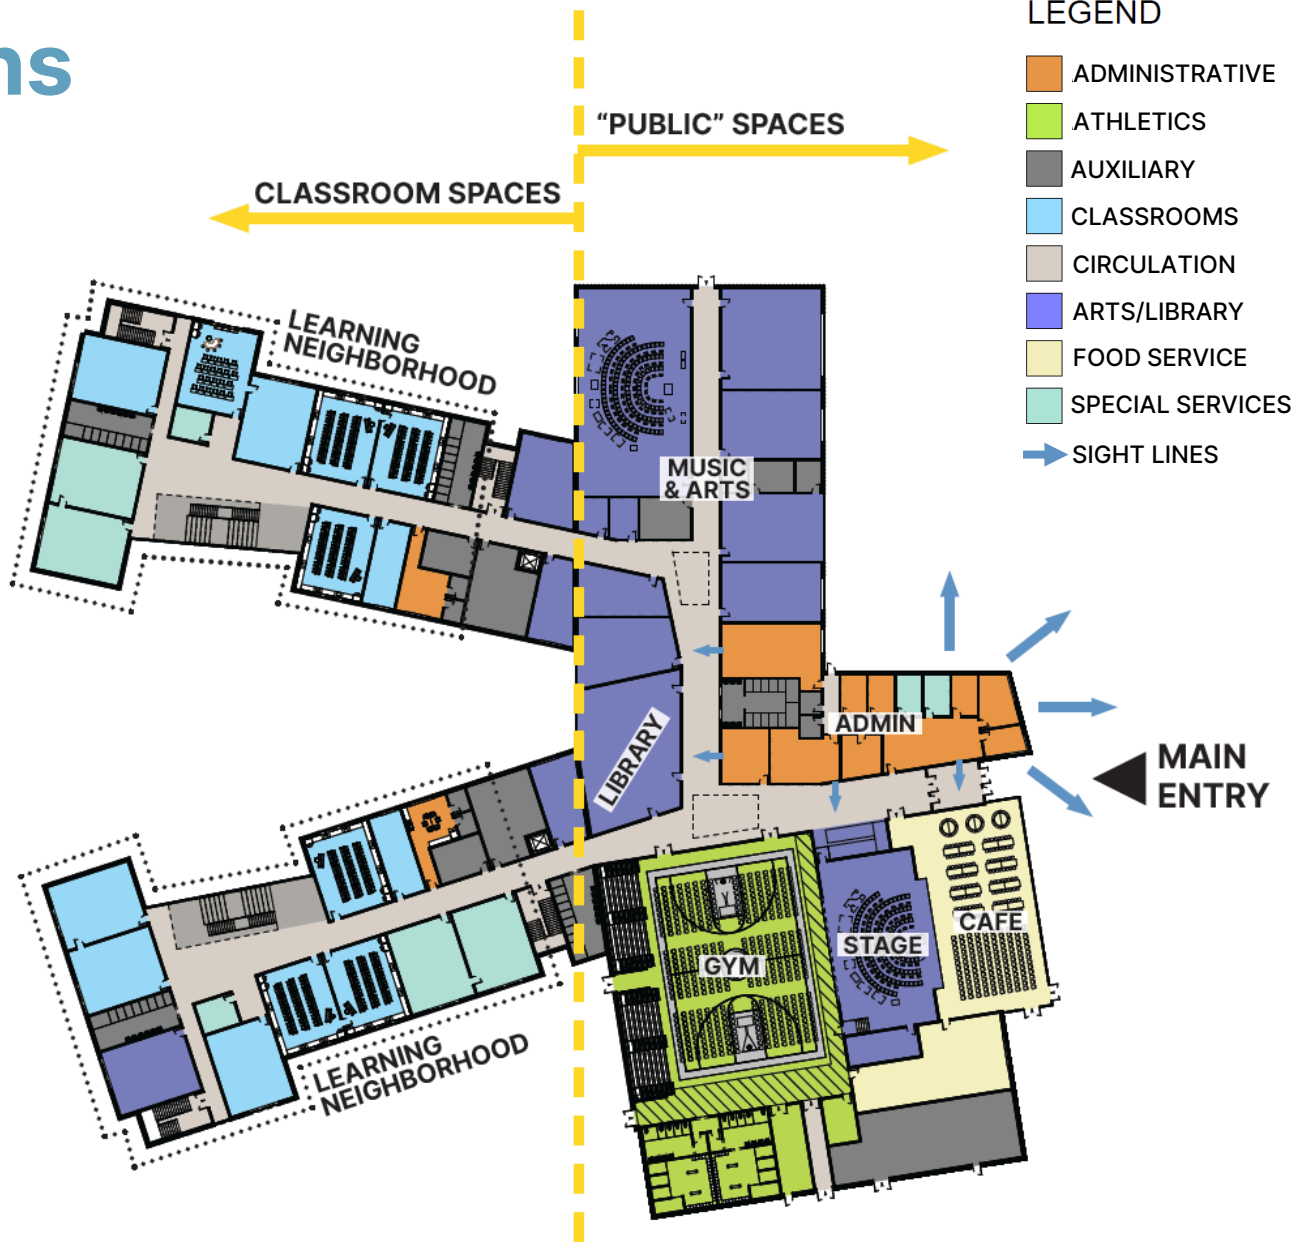 ns
LEGEND
ADMINISTRATIVE
ATHLETICS
AUXILIARY
CLASSROOMS
CIRCULATION
ARTS/LIBRARY
FOOD SERVICE
SPECIAL SERVICES
SIGHT LINES
“PUBLIC” SPACES
CLASSROOM SPACES
LEARNING
NEIGHBORHOOD
MUSIC
& ARTS
ADMIN
LIBRARY
MAIN
ENTRY
CAFE
STAGE
GYM
LEARNING
NEIGHBORHOOD